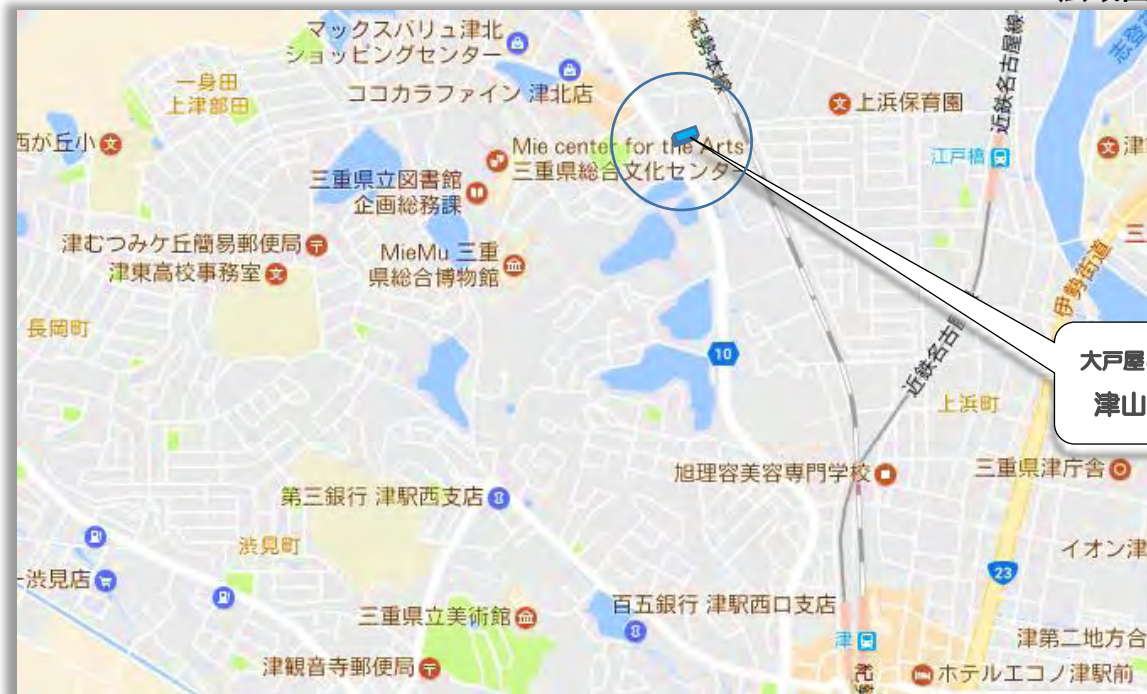 マックスバリュ津北
ショッピングセンター
紀勢本線
近鉄名古屋線
一身田
上津部田
ココカラファイン 津北店
上浜保育園
西が丘小
Mie center for the Arts
三重県総合文化センター
江戸橋
津
三重県立図書館
企画総務課
津むつみケ丘簡易郵便局
津東高校事務室
MieMu 三重
県総合博物館
三
伊勢街道
長岡町
10
近鉄名古屋
大戸屋
津山
上浜町
旭理容美容専門学校
三重県津庁舎
第三銀行 津駅西支店
渋見町
イオン津
23
渋見店
三重県立美術館
百五銀行 津駅西口支店
津
津第二地方合
津観音寺郵便局
紀勢
ホテルエコノ津駅前